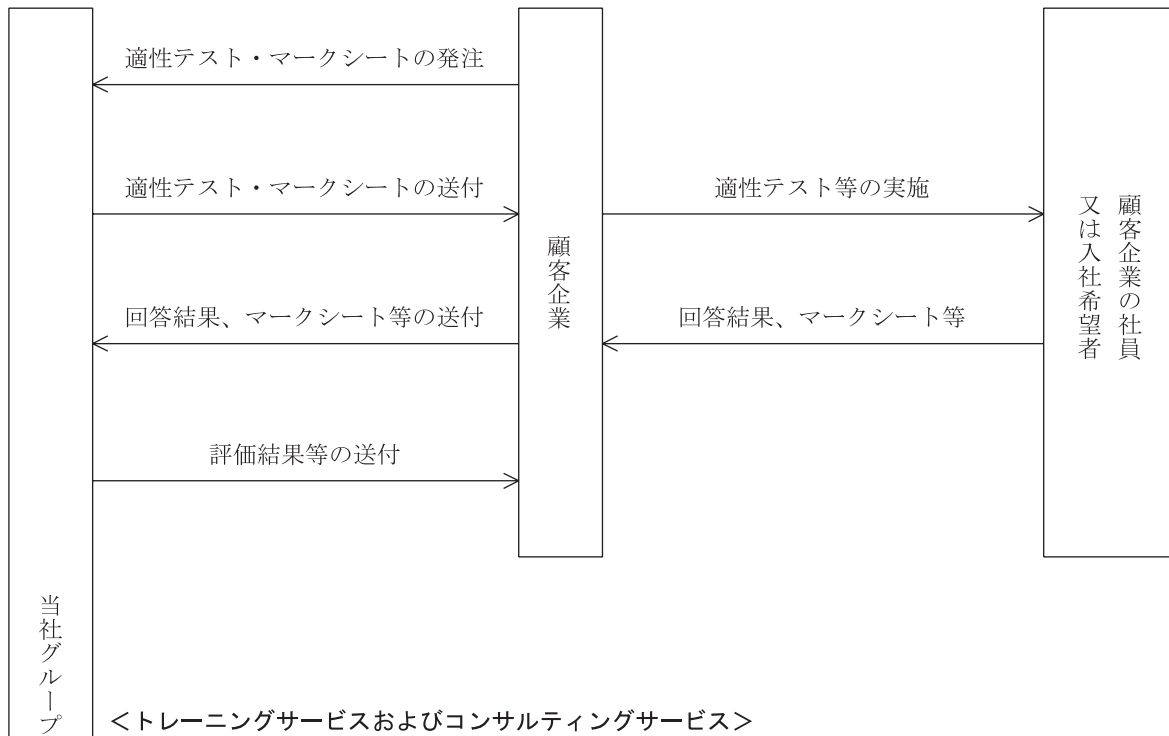 適性テスト・マークシートの発注
適性テスト・マークシートの送付
適性テスト等の実施
顧客企業
顧客企業の社員
又は入社希望者
回答結果、マークシート等の送付
回答結果、マークシート等
評価結果等の送付
当社グループ
＜トレーニングサービスおよびコンサルティングサービス＞